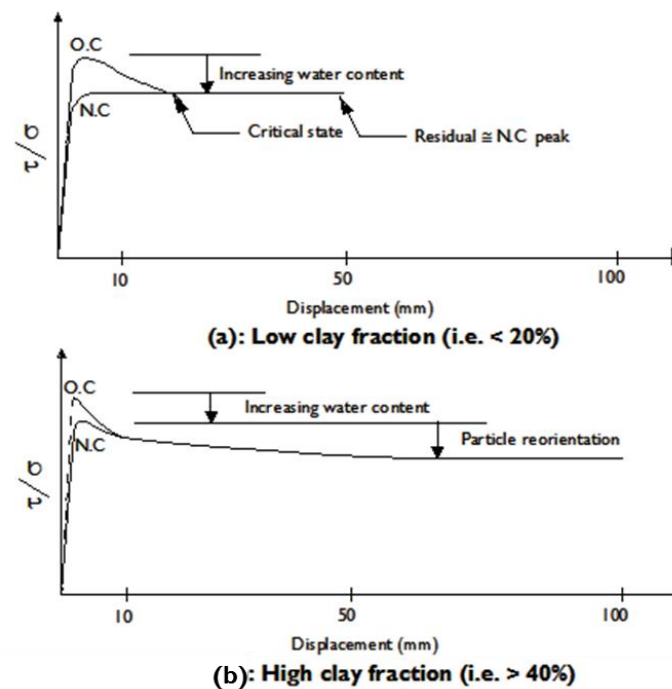 O.C
Increasing water content
N.C
Critical state
Residual ≅ N.C peak
τ/σ
10
50
100
Displacement (mm)
(a): Low clay fraction (i.e. < 20%)
O.C
Increasing water content
N.C
Particle reorientation
τ/σ
10
50
100
Displacement (mm)
(b): High clay fraction (i.e. > 40%)